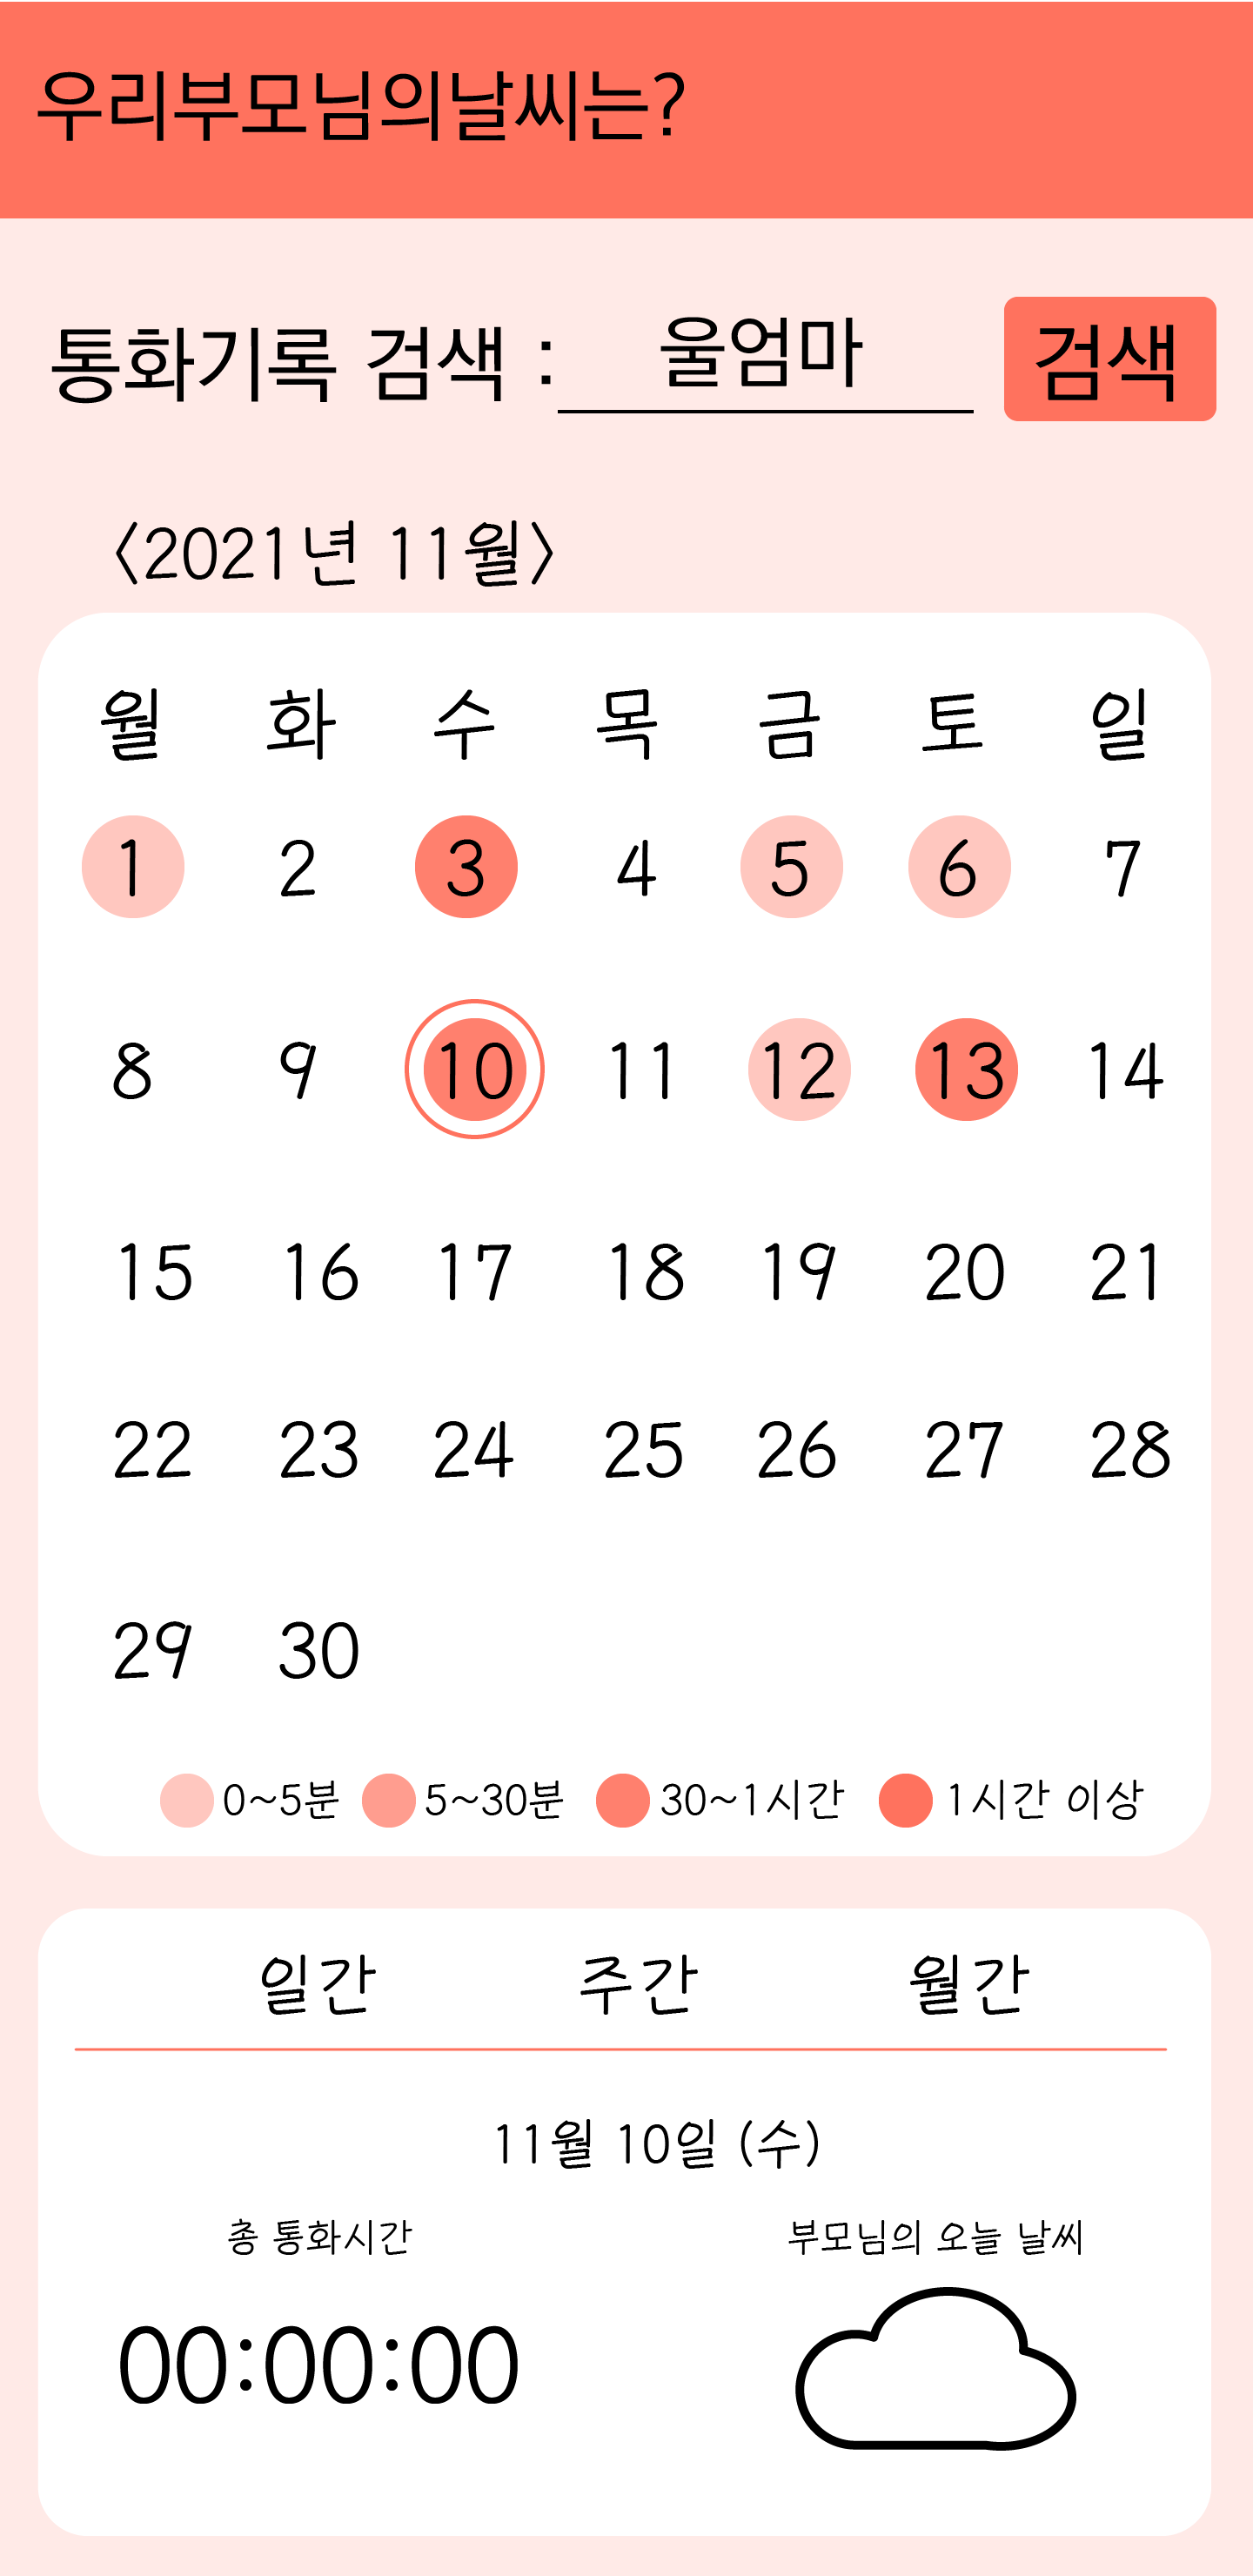 우리부모님의날씨는?
통화기록 검색 : 울엄마 검색
〈2021년 11월〉
월 화 수 목 금 토 일
1 2 3 4 5 6 7
8 9 10 11 12 13 14
15 16 17 18 19 20 21
22 23 24 25 26 27 28
29 30
0~5분 5~30분 30~1시간 1시간 이상
일간 주간 월간
11월 10일 (수)
총 통화시간 부모님의 오늘 날씨
00:00:00